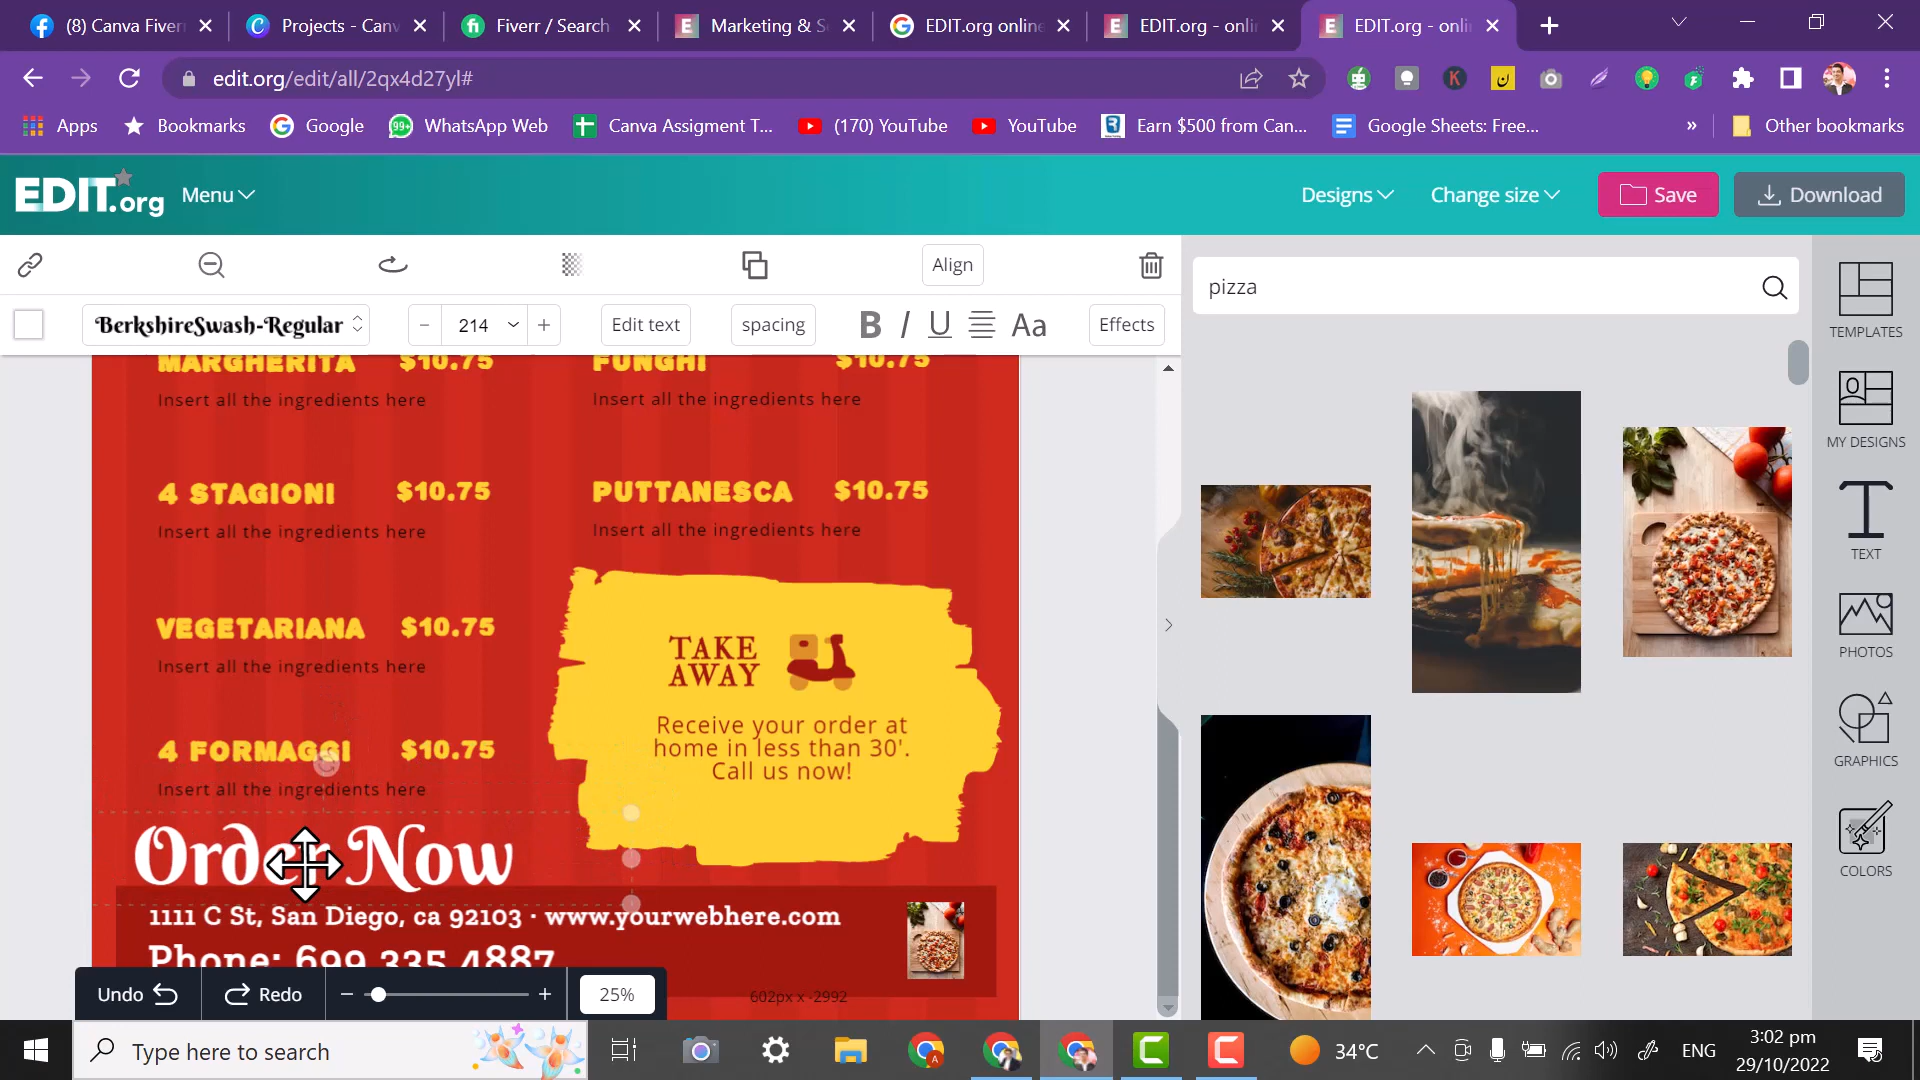 (8) Canva Fiver
Projects - Canv
Fiverr / Search
Marketing & S
EDIT.org online
EDIT.org - onli
EDIT.org - onli
edit.org/edit/all/2qx4d27yl#
Apps
Bookmarks
Google
WhatsApp Web
Canva Assigment T...
(170) YouTube
YouTube
Earn $500 from Can...
Google Sheets: Free...
»
Other bookmarks
EDIT.org
Menu
Designs
Change size
Save
Download
Align
BerkshireSwash-Regular
- 214 +
Edit text
spacing
B I U Aa
Effects
pizza
TEMPLATES
MY DESIGNS
TEXT
PHOTOS
GRAPHICS
COLORS
MARGHERITA $10.75
Insert all the ingredients here
FUNGHI $10.75
Insert all the ingredients here
4 STAGIONI $10.75
Insert all the ingredients here
PUTTANESCA $10.75
Insert all the ingredients here
VEGETARIANA $10.75
Insert all the ingredients here
4 FORMAGGI $10.75
Insert all the ingredients here
TAKE
AWAY
Receive your order at
home in less than 30'.
Call us now!
Order Now
1111 C St, San Diego, ca 92103 · www.yourwebhere.com
Phone: 699 335 4887
602px x -2992
Undo
Redo
25%
Type here to search
34°C
ENG
3:02 pm
29/10/2022